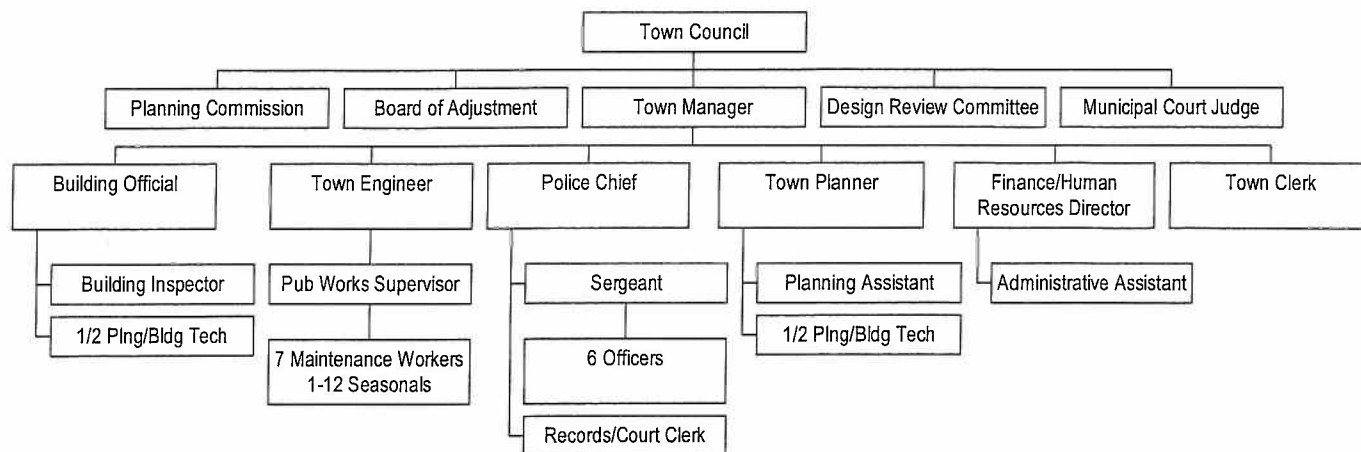 Town Council
Planning Commission
Board of Adjustment
Town Manager
Design Review Committee
Municipal Court Judge
Building Official
Town Engineer
Police Chief
Town Planner
Finance/Human
Resources Director
Town Clerk
Building Inspector
Pub Works Supervisor
Sergeant
Planning Assistant
Administrative Assistant
1/2 Plng/Bldg Tech
7 Maintenance Workers
1-12 Seasonals
6 Officers
1/2 Plng/Bldg Tech
Records/Court Clerk